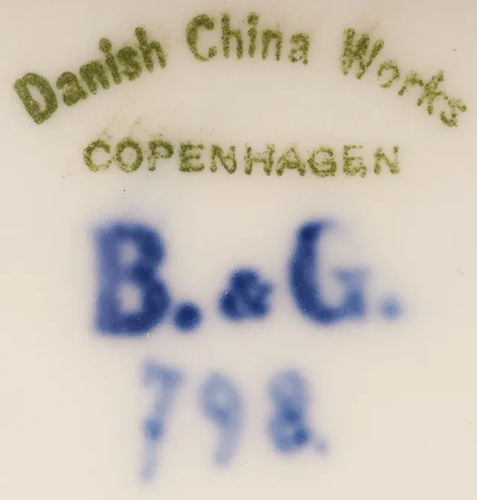 Danish China Works
COPENHAGEN
B. & G.
798.